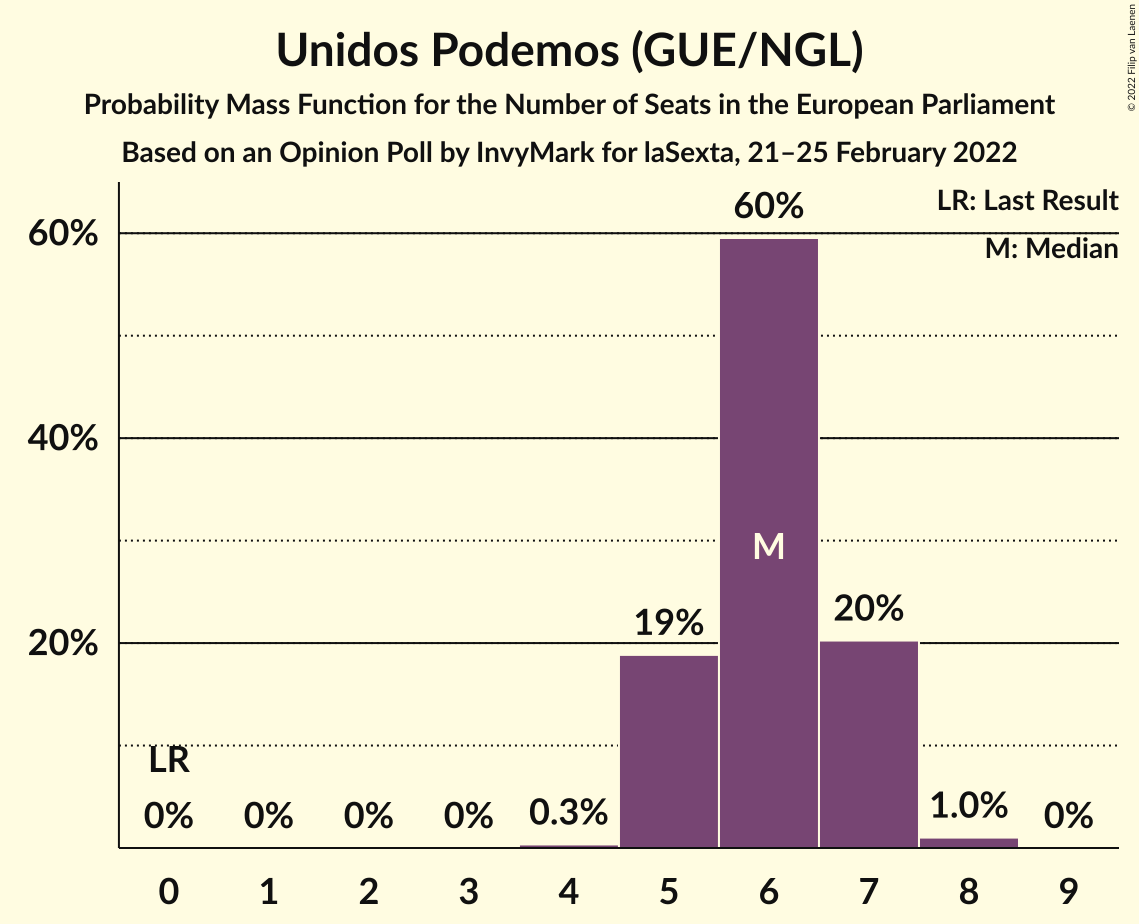 Unidos Podemos (GUE/NGL)
Probability Mass Function for the Number of Seats in the European Parliament
Based on an Opinion Poll by InvyMark for laSexta, 21–25 February 2022
© 2022 Filip van Laenen
LR: Last Result
M: Median
60%
40%
20%
LR
0%
0%
0%
0%
0.3%
19%
60%
M
20%
1.0%
0%
0 1 2 3 4 5 6 7 8 9